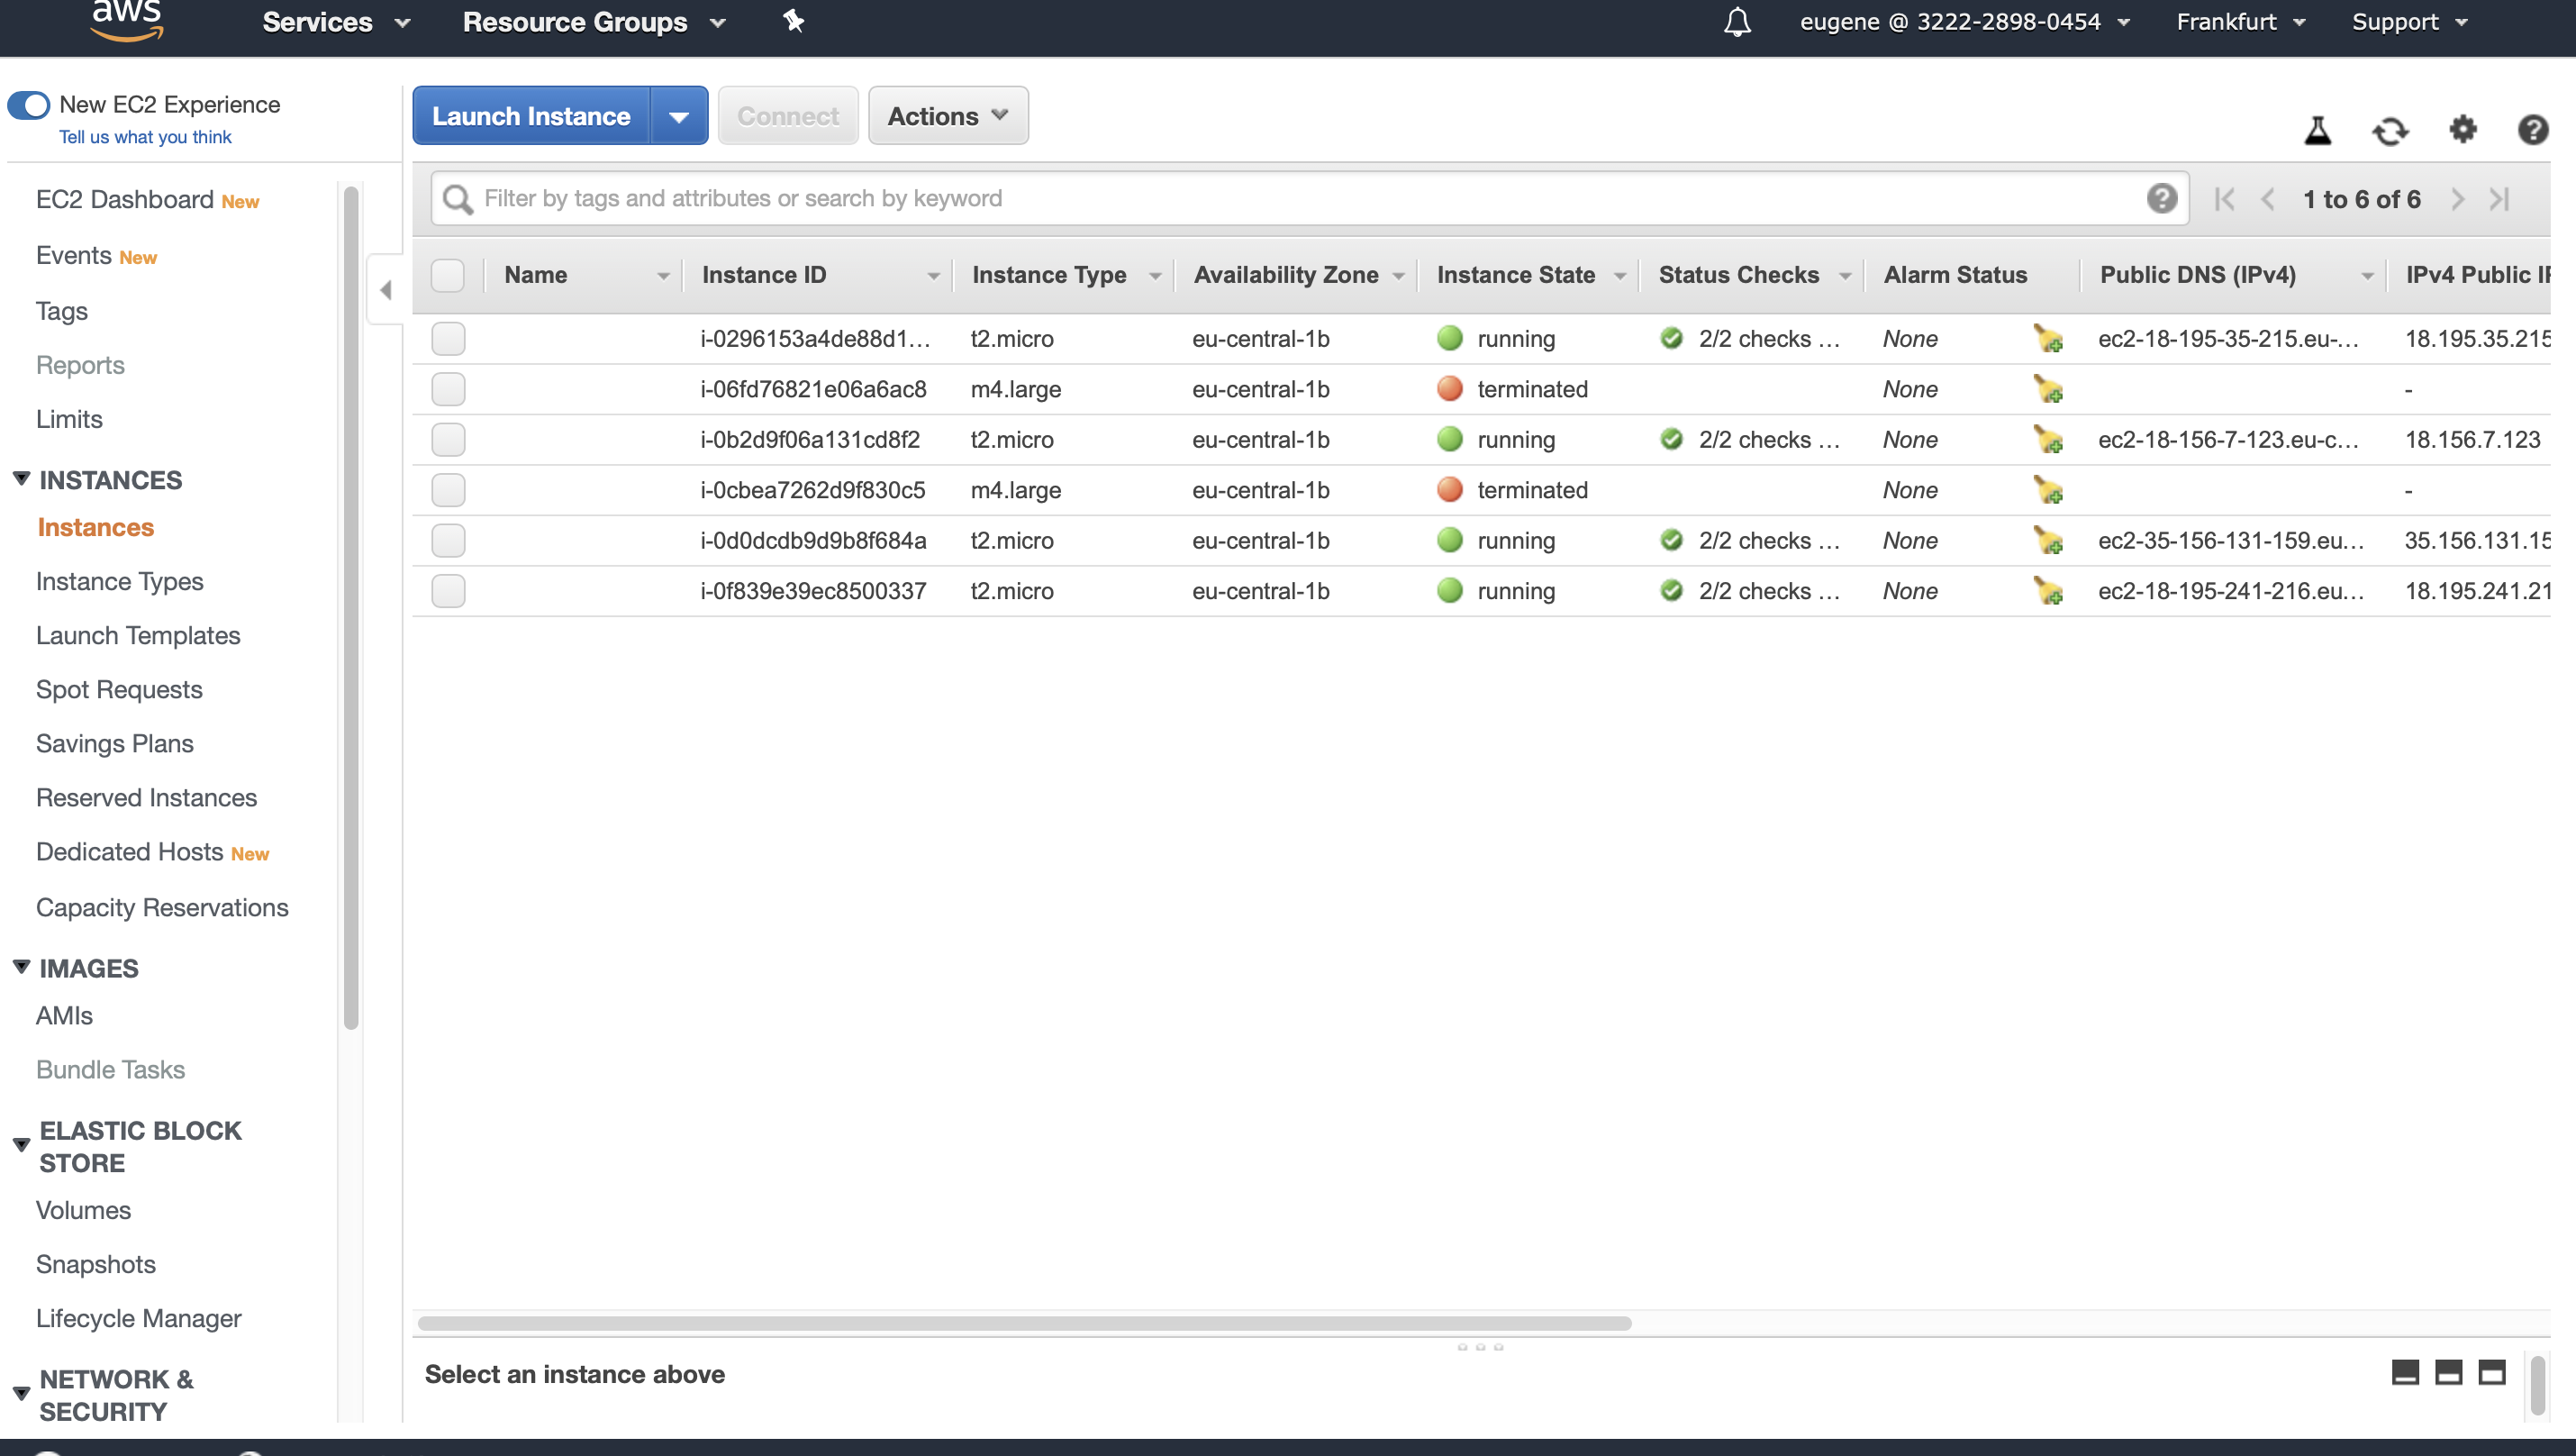 aws Services Resource Groups eugene @ 3222-2898-0454 Frankfurt Support
New EC2 Experience
Tell us what you think
EC2 Dashboard New
Events New
Tags
Reports
Limits
INSTANCES
Instances
Instance Types
Launch Templates
Spot Requests
Savings Plans
Reserved Instances
Dedicated Hosts New
Capacity Reservations
IMAGES
AMIs
Bundle Tasks
ELASTIC BLOCK
STORE
Volumes
Snapshots
Lifecycle Manager
NETWORK &
SECURITY
Launch Instance Connect Actions
Filter by tags and attributes or search by keyword 1 to 6 of 6
Name Instance ID Instance Type Availability Zone Instance State Status Checks Alarm Status Public DNS (IPv4) IPv4 Public IP
i-0296153a4de88d1... t2.micro eu-central-1b running 2/2 checks ... None ec2-18-195-35-215.eu-... 18.195.35.215
i-06fd76821e06a6ac8 m4.large eu-central-1b terminated None -
i-0b2d9f06a131cd8f2 t2.micro eu-central-1b running 2/2 checks ... None ec2-18-156-7-123.eu-c... 18.156.7.123
i-0cbea7262d9f830c5 m4.large eu-central-1b terminated None -
i-0d0dcdb9d9b8f684a t2.micro eu-central-1b running 2/2 checks ... None ec2-35-156-131-159.eu... 35.156.131.15
i-0f839e39ec8500337 t2.micro eu-central-1b running 2/2 checks ... None ec2-18-195-241-216.eu... 18.195.241.21
Select an instance above